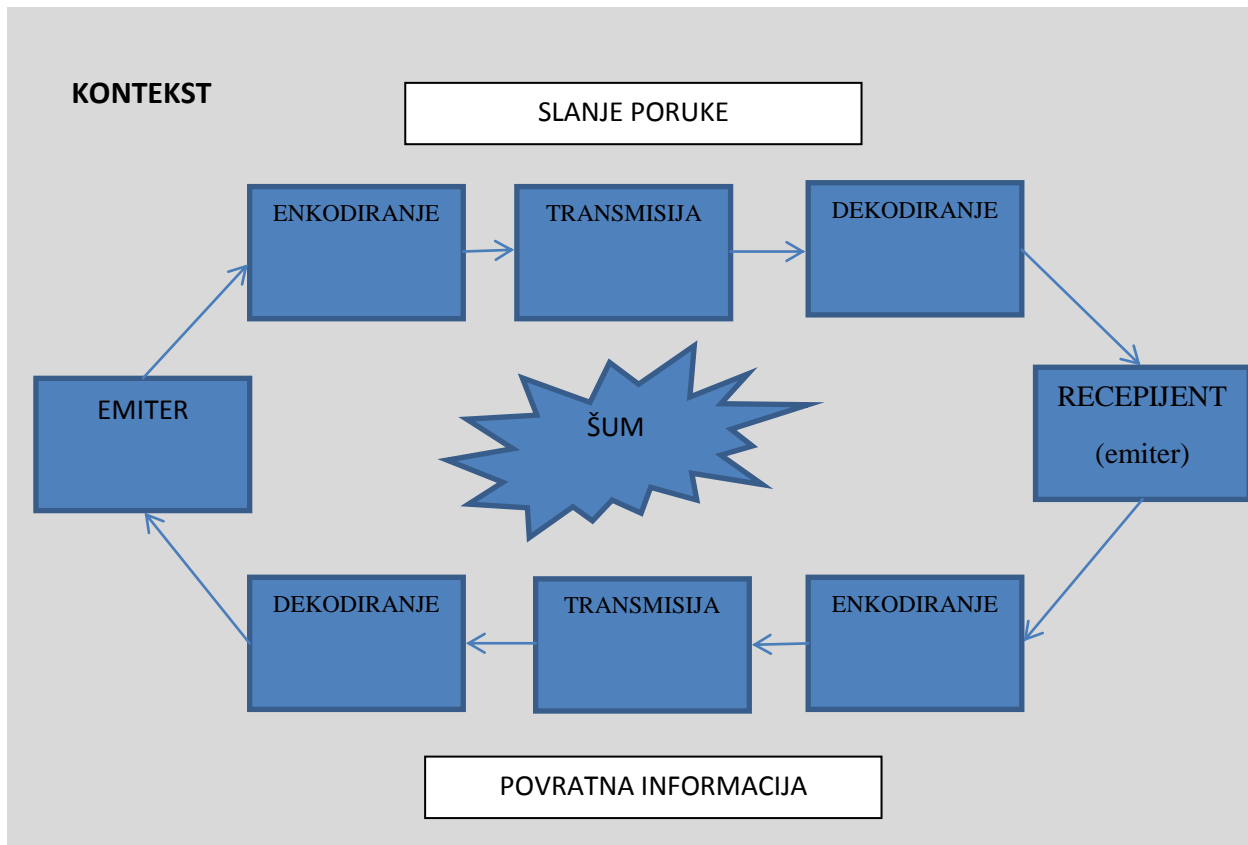 KONTEKST
SLANJE PORUKE
ENKODIRANJE
TRANSMISIJA
DEKODIRANJE
EMITER
ŠUM
RECEPIJENT
(emiter)
DEKODIRANJE
TRANSMISIJA
ENKODIRANJE
POVRATNA INFORMACIJA